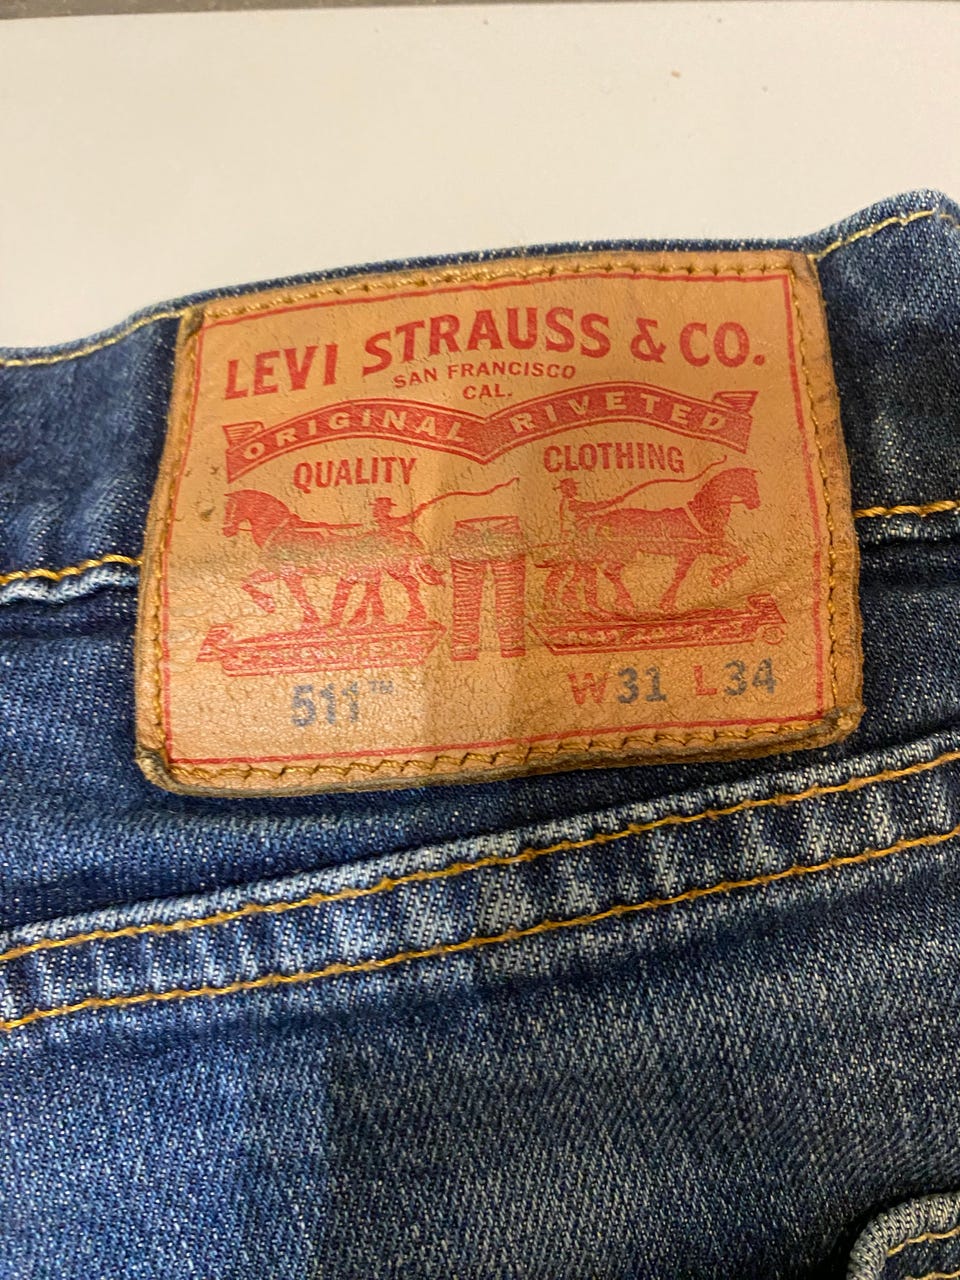 LEVI STRAUSS & CO.
SAN FRANCISCO
CAL.
ORIGINAL RIVETED
QUALITY CLOTHING
511™ W31 L34